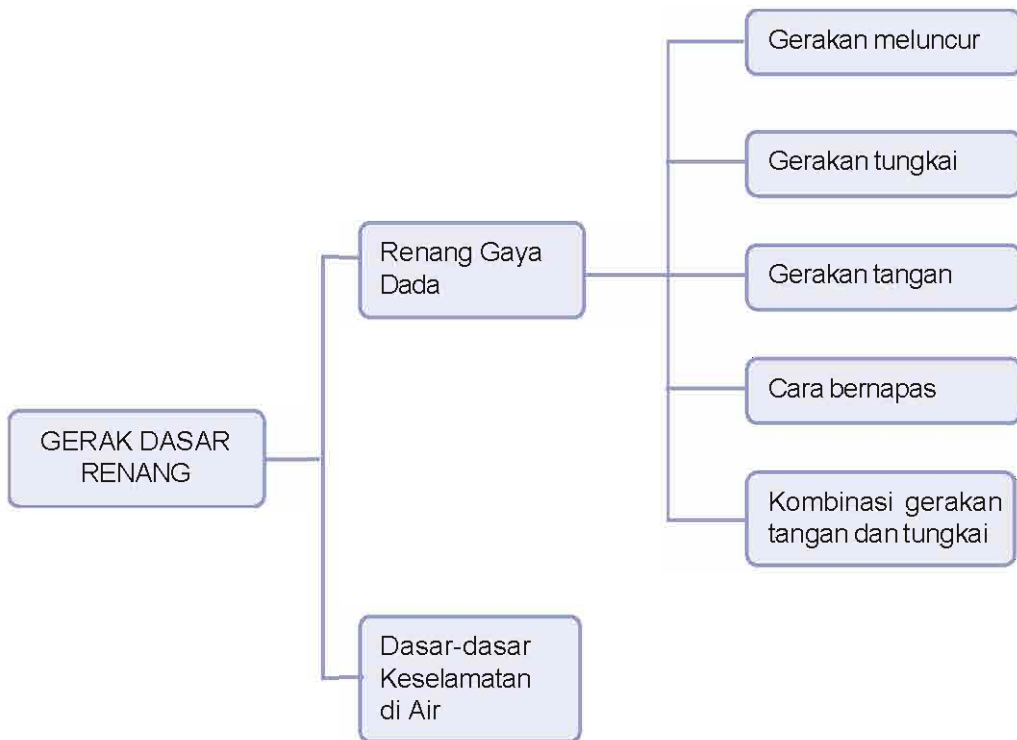 GERAK DASAR
RENANG
Renang Gaya
Dada
Gerakan meluncur
Gerakan tungkai
Gerakan tangan
Cara bernapas
Kombinasi gerakan
tangan dan tungkai
Dasar-dasar
Keselamatan
di Air